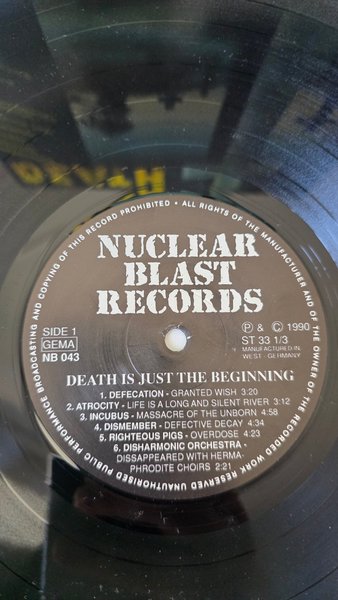 UNAUTHORISED PUBLIC PERFORMANCE BROADCASTING AND COPYING OF THIS RECORD PROHIBITED • ALL RIGHTS OF THE MANUFACTURER AND OF THE OWNER OF THE RECORDED WORK RESERVED
NUCLEAR
BLAST
RECORDS
SIDE 1
GEMA
NB 043
Ⓟ & © 1990
ST 33 1/3
MANUFACTURED IN
WEST - GERMANY
DEATH IS JUST THE BEGINNING
1. DEFECATION - GRANTED WISH 3:20
2. ATROCITY - LIFE IS A LONG AND SILENT RIVER 3:12
3. INCUBUS - MASSACRE OF THE UNBORN 4:58
4. DISMEMBER - DEFECTIVE DECAY 4:34
5. RIGHTEOUS PIGS - OVERDOSE 4:23
6. DISHARMONIC ORCHESTRA -
DISSAPPEARED WITH HERMA-
PHRODITE CHOIRS 2:21